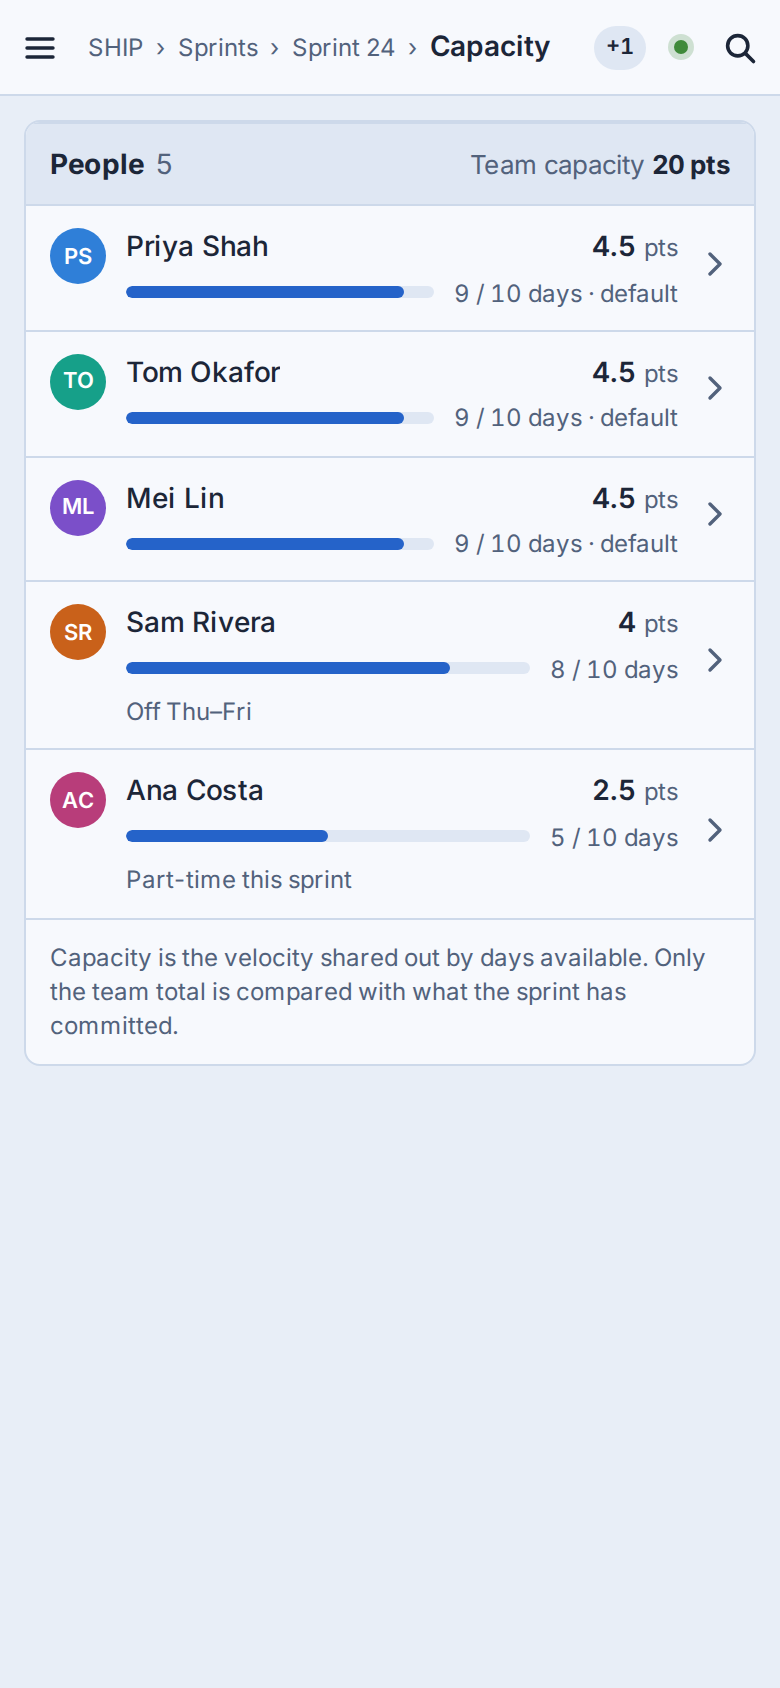 SHIP › Sprints › Sprint 24 › Capacity +1
People 5 Team capacity 20 pts
PS Priya Shah 4.5 pts
9 / 10 days · default
TO Tom Okafor 4.5 pts
9 / 10 days · default
ML Mei Lin 4.5 pts
9 / 10 days · default
SR Sam Rivera 4 pts
8 / 10 days
Off Thu–Fri
AC Ana Costa 2.5 pts
5 / 10 days
Part-time this sprint
Capacity is the velocity shared out by days available. Only
the team total is compared with what the sprint has
committed.